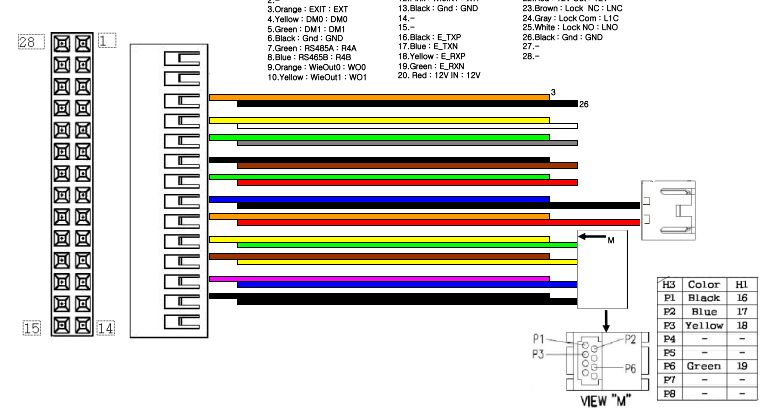 2.-
3.Orange : EXIT : EXT
4.Yellow : DM0 : DM0
5.Green : DM1 : DM1
6.Black : Gnd : GND
7.Green : RS485A : R4A
8.Blue : RS465B : R4B
9.Orange : WieOut0 : WO0
10.Yellow : WieOut1 : WO1
13.Black : Gnd : GND
14.-
15.-
16.Black : E_TXP
17.Blue : E_TXN
18.Yellow : E_RXP
19.Green : E_RXN
20. Red : 12V IN : 12V
23.Brown : Lock NC : LNC
24.Gray : Lock Com : L1C
25.White : Lock NO : LNO
26.Black : Gnd : GND
27.-
28.-
28
1
15
14
3
26
M
H3 Color H1
P1 Black 16
P2 Blue 17
P3 Yellow 18
P4 - -
P5 - -
P6 Green 19
P7 - -
P8 - -
P1
P2
P3
P6
VIEW "M"